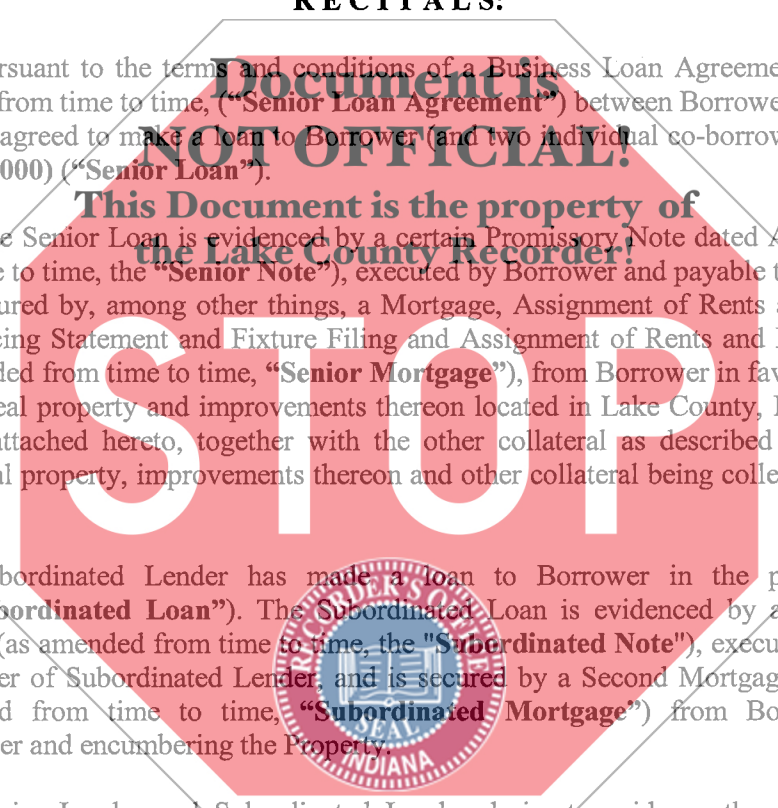 RECITALS:
rsuant to the terms and conditions of a Business Loan Agreeme
Document is
from time to time, (“Senior Loan Agreement”) between Borrowe
agreed to make a loan to Borrower (and two individual co-borrow
NOT OFFICIAL!
000) (“Senior Loan”).
This Document is the property of
e Senior Loan is evidenced by a certain Promissory Note dated A
the Lake County Recorder!
e to time, the “Senior Note”), executed by Borrower and payable t
ured by, among other things, a Mortgage, Assignment of Rents a
cing Statement and Fixture Filing and Assignment of Rents and
ded from time to time, “Senior Mortgage”), from Borrower in fav
eal property and improvements thereon located in Lake County, I
ttached hereto, together with the other collateral as described
al property, improvements thereon and other collateral being colle
STOP
bordinated Lender has made a loan to Borrower in the p
bordinated Loan”). The Subordinated Loan is evidenced by a
(as amended from time to time, the "Subordinated Note"), execu
er of Subordinated Lender, and is secured by a Second Mortgag
d from time to time, “Subordinated Mortgage”) from Bo
er and encumbering the Property.
RECORDER'S OFFICE
SEAL
INDIANA